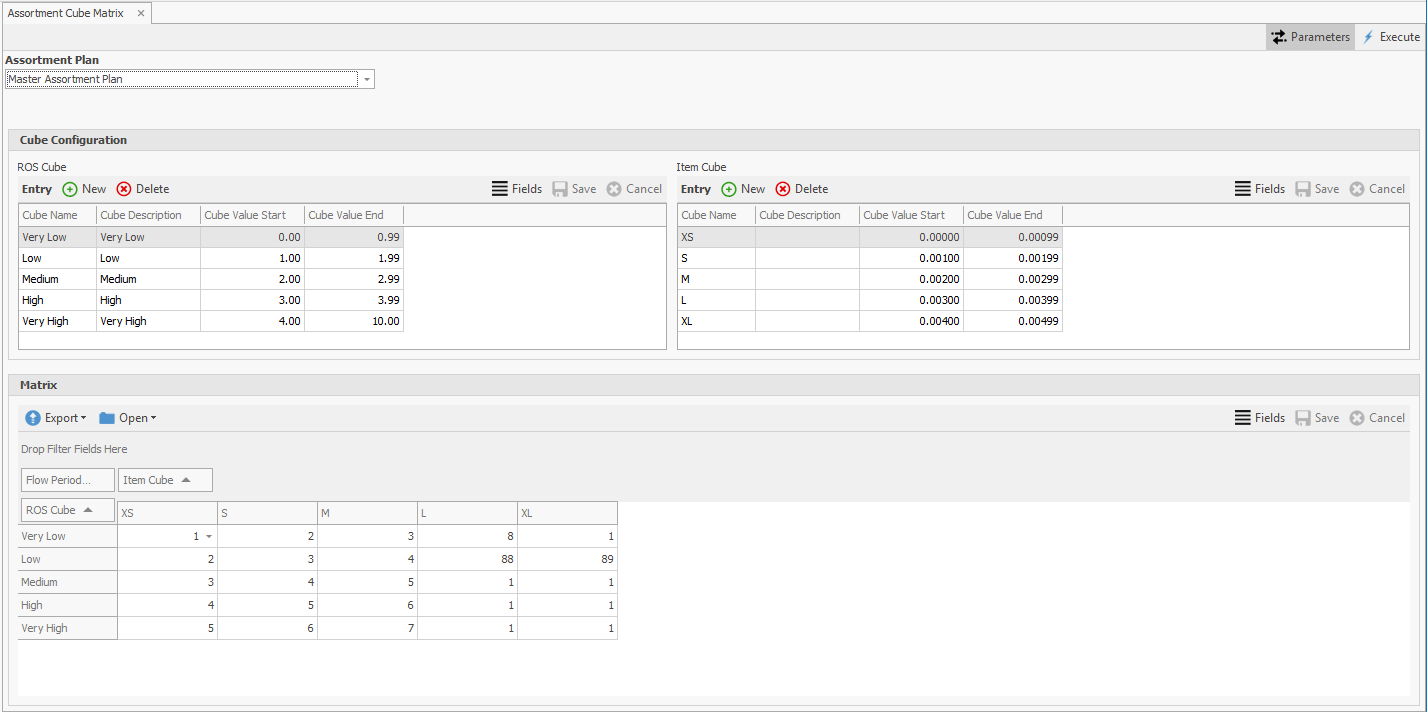 Assortment Cube Matrix
Parameters Execute
Assortment Plan
Master Assortment Plan
Cube Configuration
ROS Cube
Entry New Delete Fields Save Cancel
Cube Name Cube Description Cube Value Start Cube Value End
Very Low Very Low 0.00 0.99
Low Low 1.00 1.99
Medium Medium 2.00 2.99
High High 3.00 3.99
Very High Very High 4.00 10.00
Item Cube
Entry New Delete Fields Save Cancel
Cube Name Cube Description Cube Value Start Cube Value End
XS 0.00000 0.00099
S 0.00100 0.00199
M 0.00200 0.00299
L 0.00300 0.00399
XL 0.00400 0.00499
Matrix
Export Open Fields Save Cancel
Drop Filter Fields Here
Flow Period... Item Cube
ROS Cube XS S M L XL
Very Low 1 2 3 8 1
Low 2 3 4 88 89
Medium 3 4 5 1 1
High 4 5 6 1 1
Very High 5 6 7 1 1